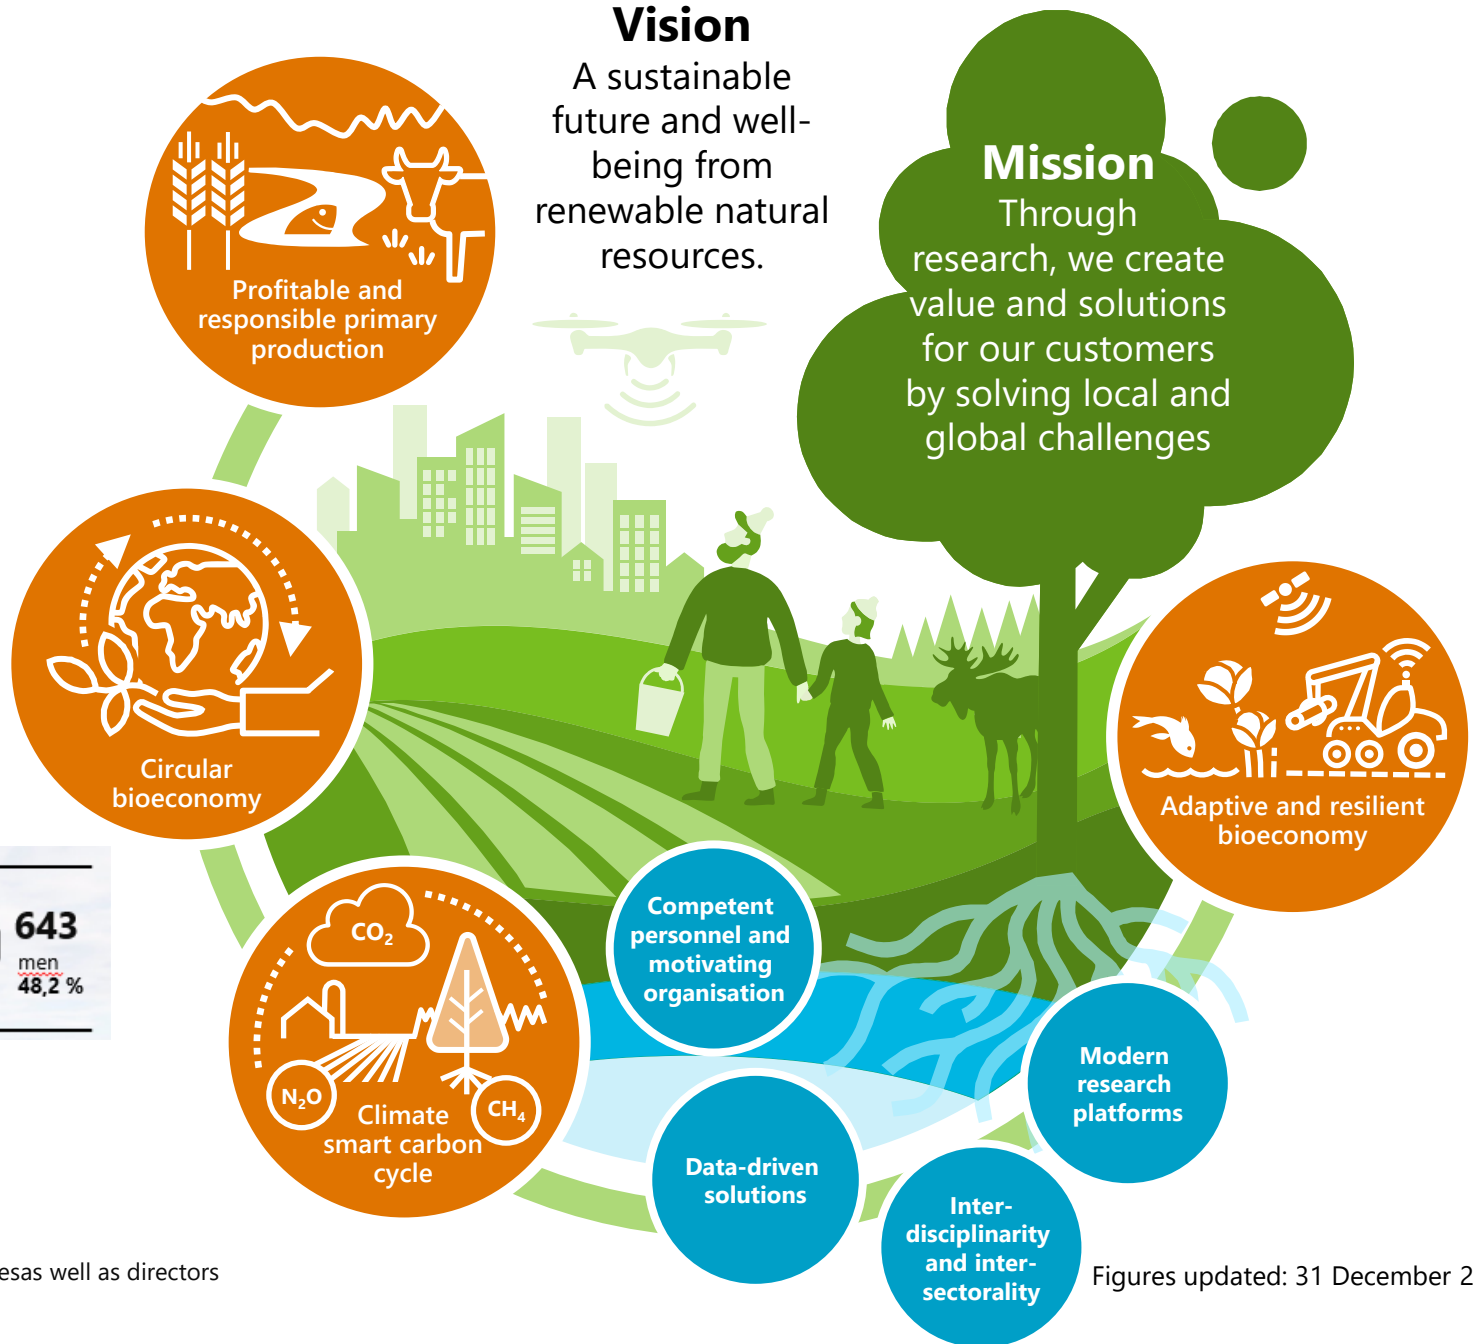 Vision
A sustainable
future and well-
being from
renewable natural
resources.
Mission
Through
research, we create
value and solutions
for our customers
by solving local and
global challenges
Profitable and
responsible primary
production
Circular
bioeconomy
Adaptive and resilient
bioeconomy
643
men
48,2 %
CO₂
N₂O
CH₄
Climate
smart carbon
cycle
Competent
personnel and
motivating
organisation
Modern
research
platforms
Data-driven
solutions
Inter-
disciplinarity
and inter-
sectorality
esas well as directors
Figures updated: 31 December 2